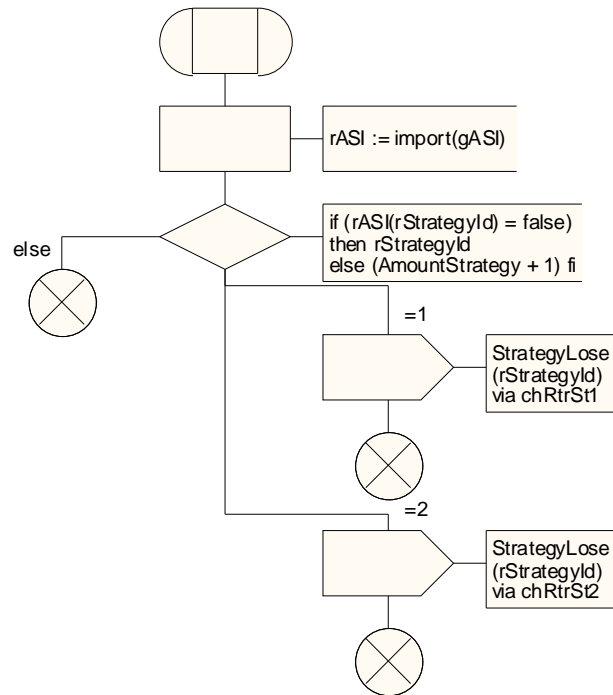 rASI := import(gASI)
if (rASI(rStrategyId) = false)
then rStrategyId
else (AmountStrategy + 1) fi
else
=1
StrategyLose
(rStrategyId)
via chRtrSt1
=2
StrategyLose
(rStrategyId)
via chRtrSt2